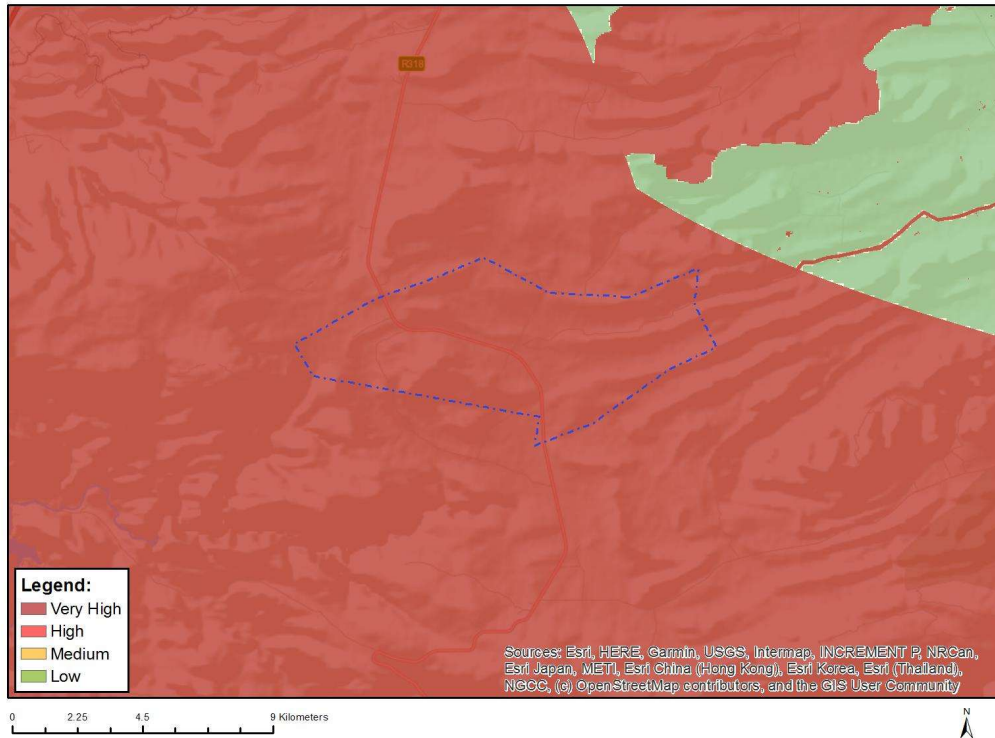 R318
Legend:
Very High
High
Medium
Low
Sources: Esri, HERE, Garmin, USGS, Intermap, INCREMENT P, NRCan,
Esri Japan, METI, Esri China (Hong Kong), Esri Korea, Esri (Thailand),
NGCC, (c) OpenStreetMap contributors, and the GIS User Community
0 2.25 4.5 9 Kilometers
N